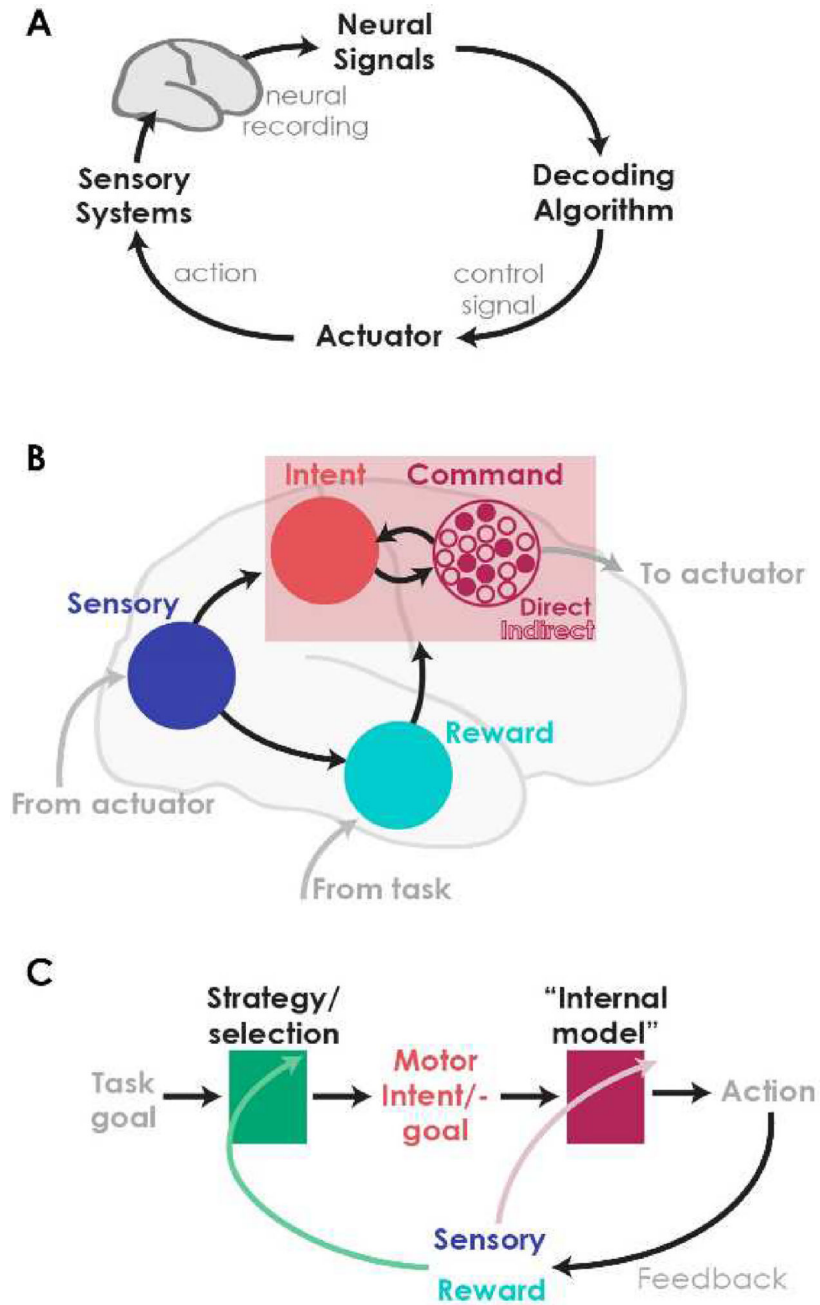 A
Neural
Signals
neural
recording
Sensory
Systems
Decoding
Algorithm
action
control
signal
Actuator
B
Intent
Command
Sensory
To actuator
Direct
Indirect
Reward
From actuator
From task
C
Strategy/
selection
“Internal
model”
Task
goal
Motor
Intent/-
goal
Action
Sensory
Reward
Feedback